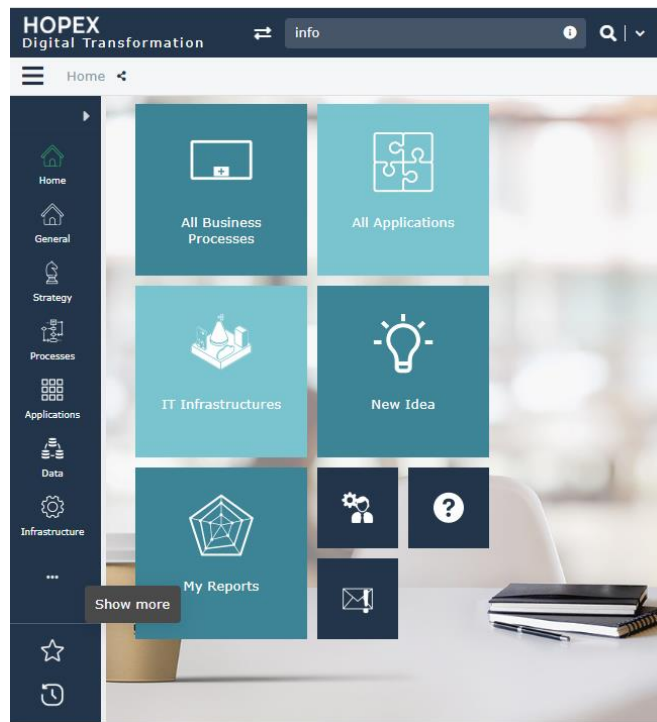 HOPEX
Digital Transformation
info
Home
Home
General
Strategy
Processes
Applications
Data
Infrastructure
...
Show more
All Business
Processes
All Applications
IT Infrastructures
New Idea
My Reports
?